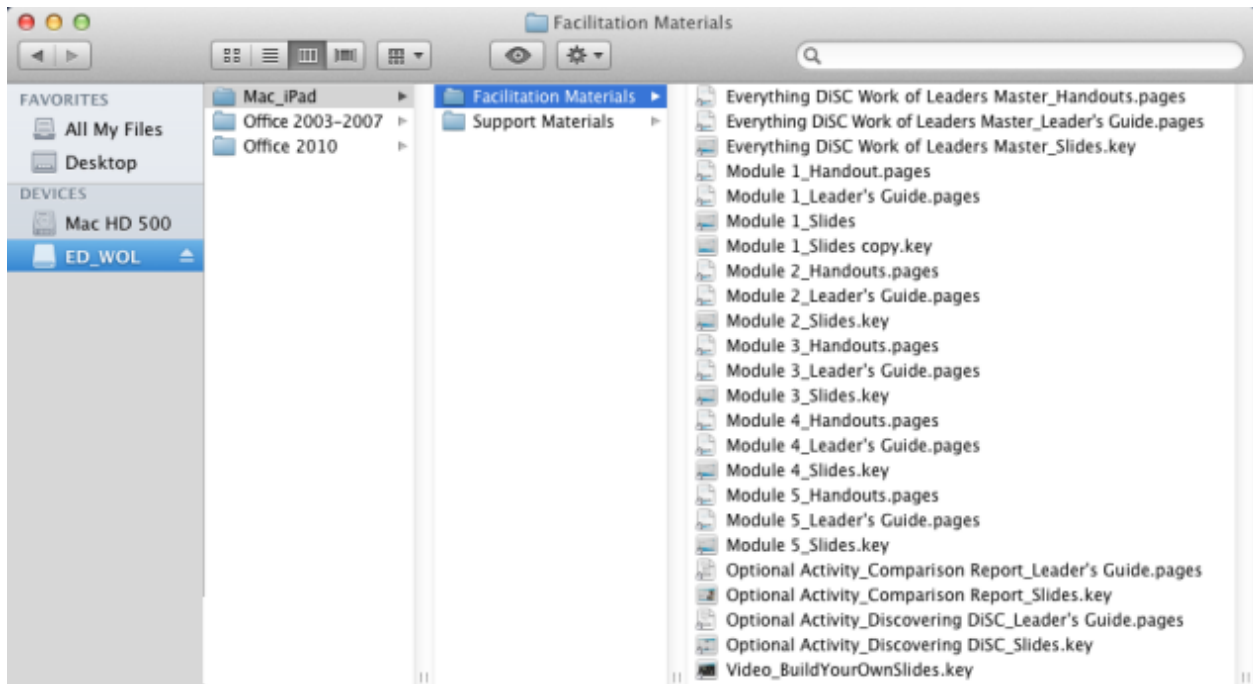 Facilitation Materials
FAVORITES
All My Files
Desktop
DEVICES
Mac HD 500
ED_WOL
Mac_iPad
Office 2003-2007
Office 2010
Facilitation Materials
Support Materials
Everything DiSC Work of Leaders Master_Handouts.pages
Everything DiSC Work of Leaders Master_Leader's Guide.pages
Everything DiSC Work of Leaders Master_Slides.key
Module 1_Handout.pages
Module 1_Leader's Guide.pages
Module 1_Slides
Module 1_Slides copy.key
Module 2_Handouts.pages
Module 2_Leader's Guide.pages
Module 2_Slides.key
Module 3_Handouts.pages
Module 3_Leader's Guide.pages
Module 3_Slides.key
Module 4_Handouts.pages
Module 4_Leader's Guide.pages
Module 4_Slides.key
Module 5_Handouts.pages
Module 5_Leader's Guide.pages
Module 5_Slides.key
Optional Activity_Comparison Report_Leader's Guide.pages
Optional Activity_Comparison Report_Slides.key
Optional Activity_Discovering DiSC_Leader's Guide.pages
Optional Activity_Discovering DiSC_Slides.key
Video_BuildYourOwnSlides.key